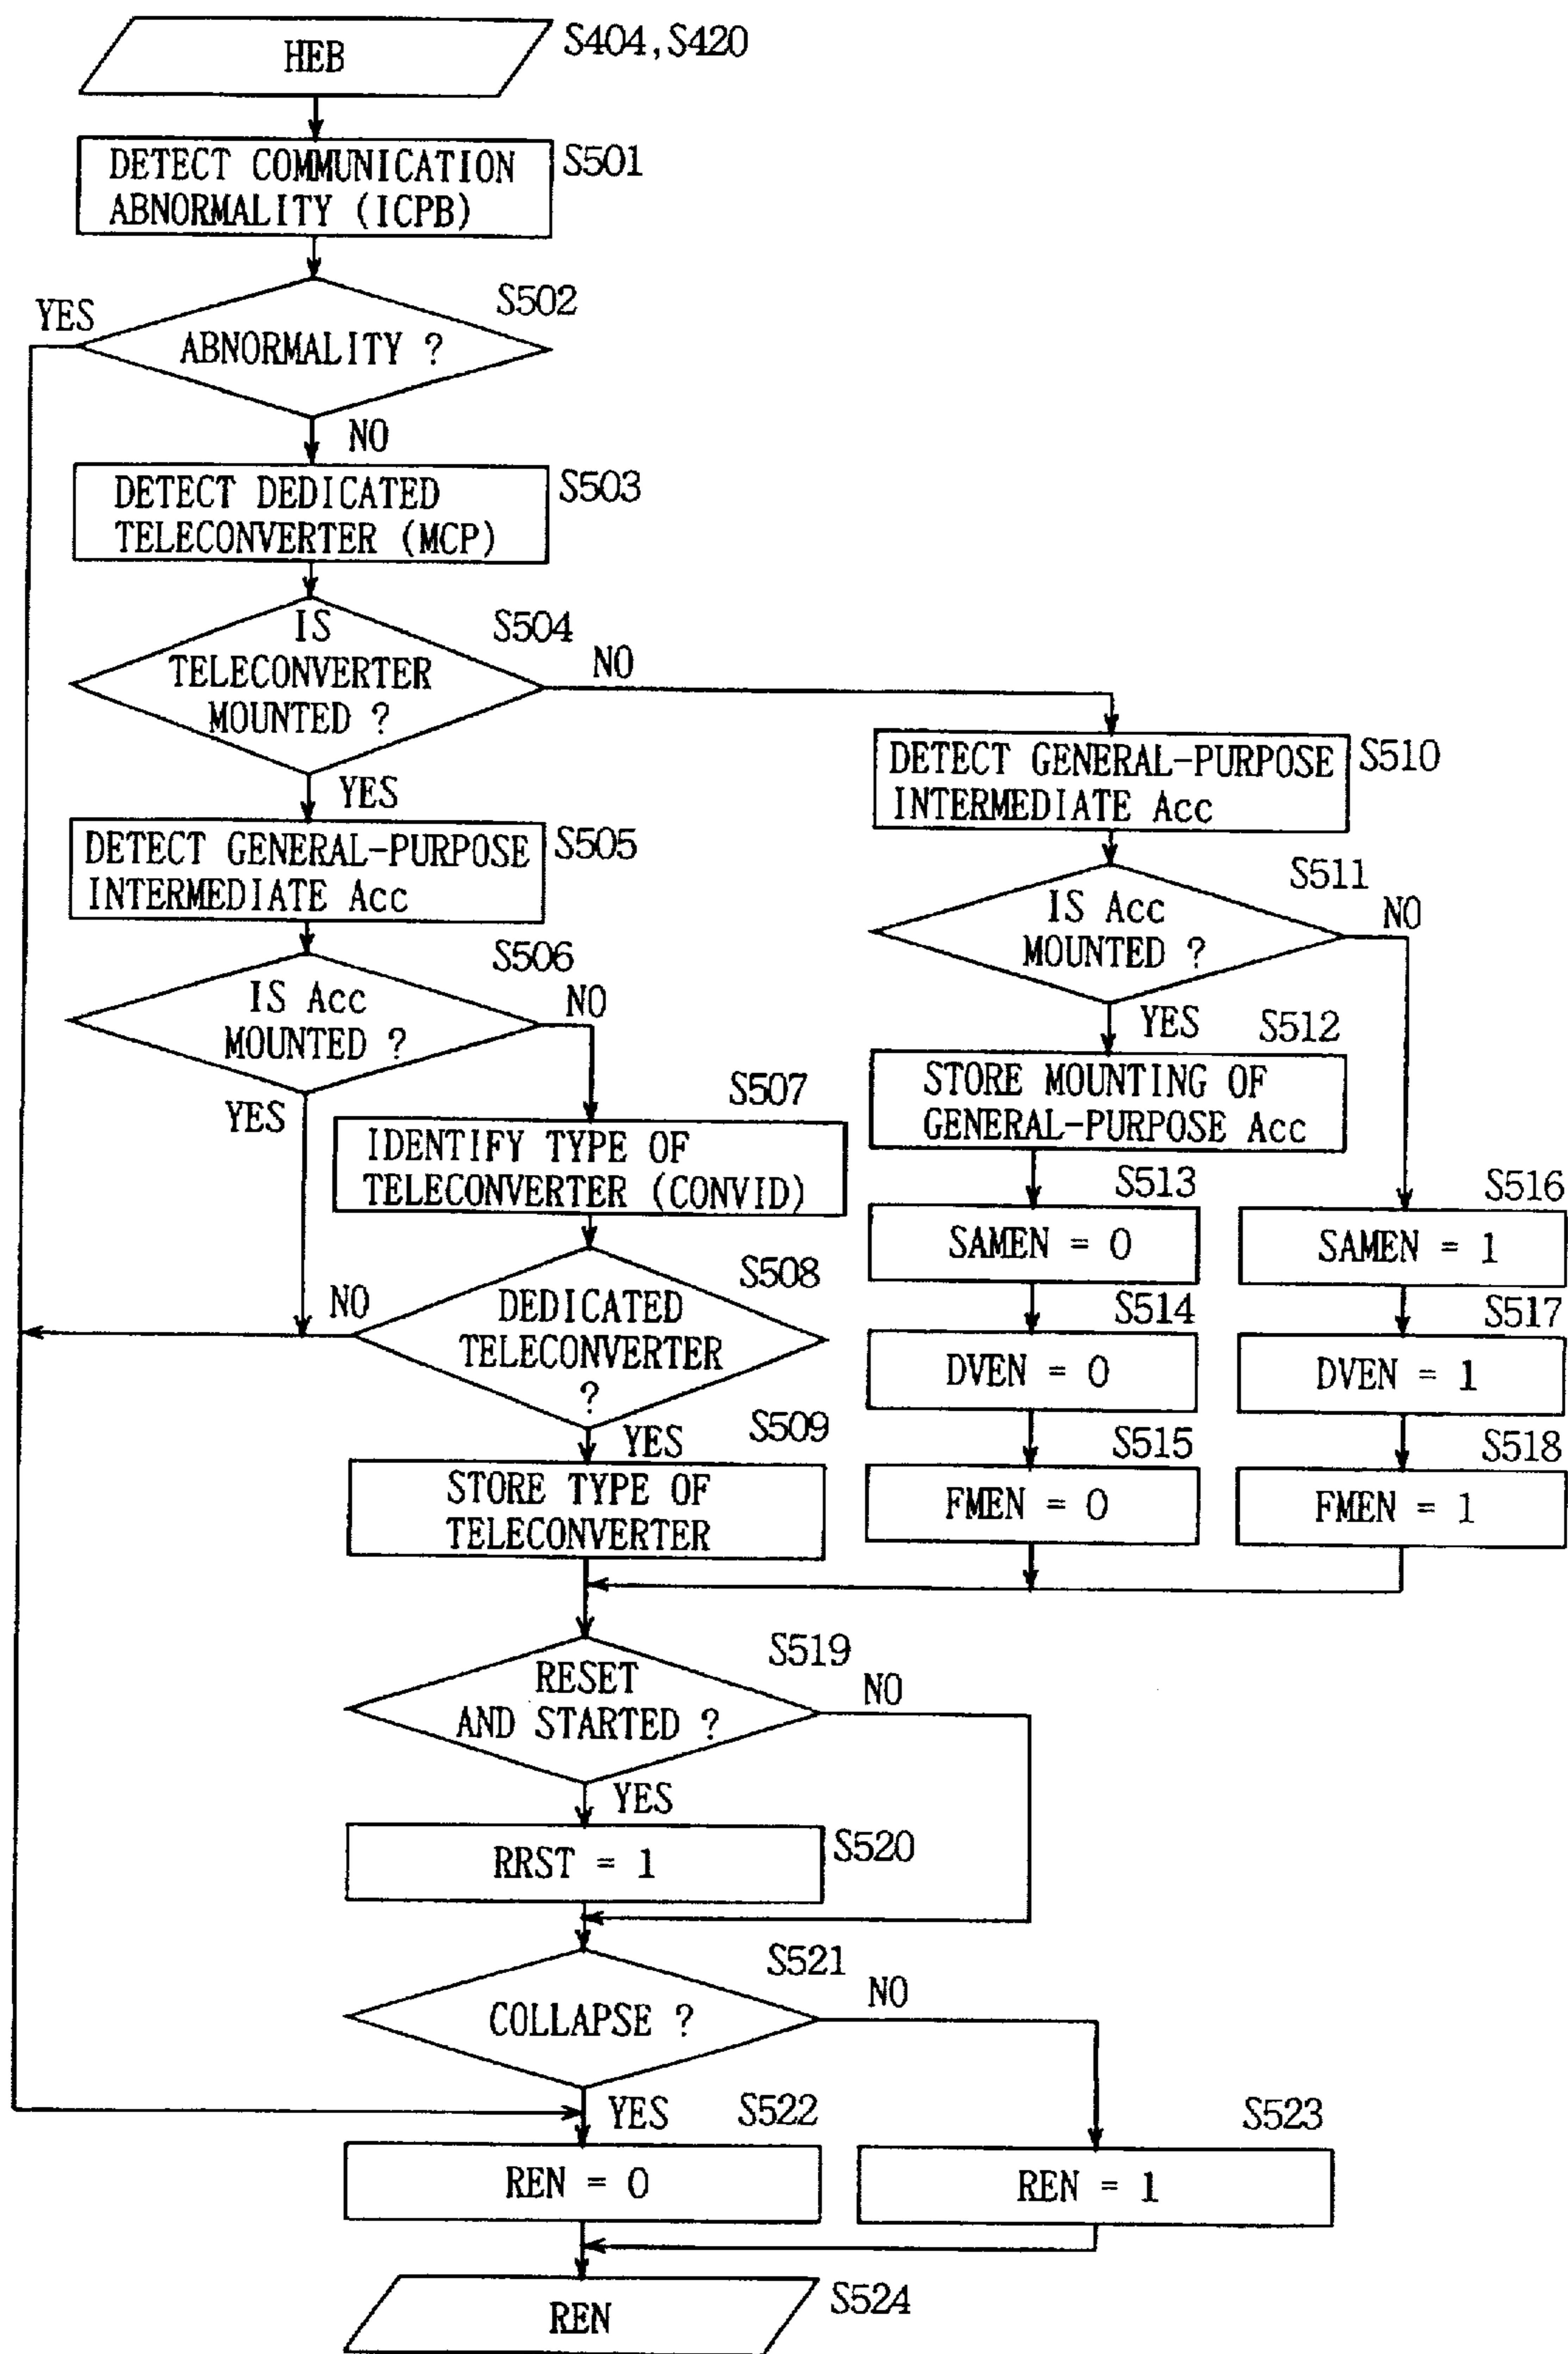 HEB
S404,S420
DETECT COMMUNICATION
ABNORMALITY (ICPB)
S501
S502
YES
ABNORMALITY ?
NO
DETECT DEDICATED
TELECONVERTER (MCP)
S503
IS
TELECONVERTER
MOUNTED ?
S504
NO
YES
DETECT GENERAL-PURPOSE
INTERMEDIATE Acc
S510
DETECT GENERAL-PURPOSE
INTERMEDIATE Acc
S505
S511
IS Acc
MOUNTED ?
NO
YES
S506
IS Acc
MOUNTED ?
NO
YES
S512
STORE MOUNTING OF
GENERAL-PURPOSE Acc
S507
IDENTIFY TYPE OF
TELECONVERTER (CONVID)
S513
SAMEN = 0
S516
SAMEN = 1
S508
NO
DEDICATED
TELECONVERTER
?
YES
S514
DVEN = 0
S517
DVEN = 1
S509
STORE TYPE OF
TELECONVERTER
S515
FMEN = 0
S518
FMEN = 1
S519
RESET
AND STARTED ?
NO
YES
RRST = 1
S520
S521
COLLAPSE ?
NO
YES
S522
REN = 0
S523
REN = 1
REN
S524